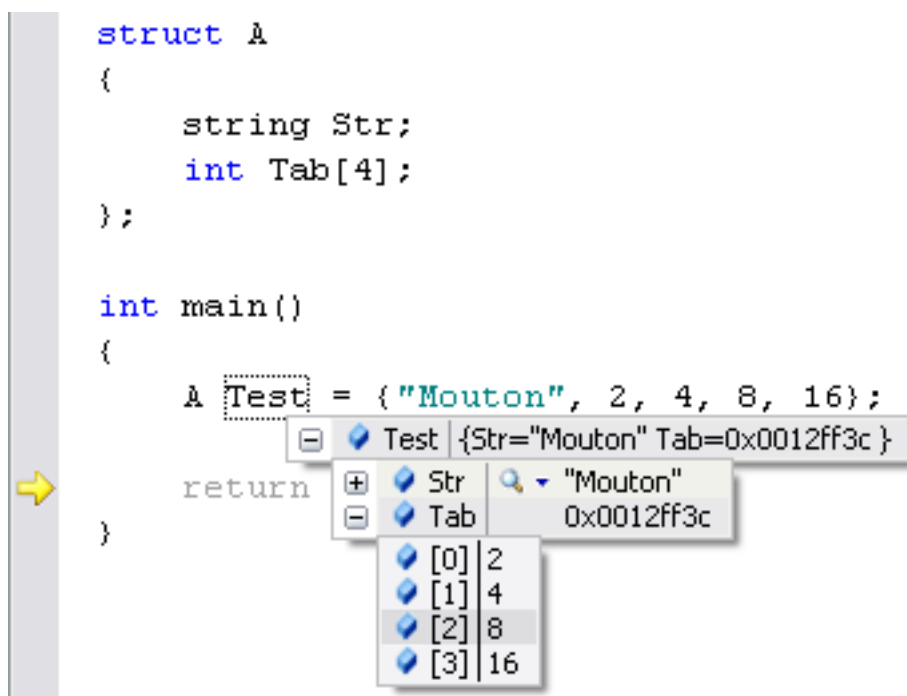 struct A
{
string Str;
int Tab[4];
};
int main()
{
A Test = {"Mouton", 2, 4, 8, 16};
Test {Str="Mouton" Tab=0x0012ff3c }
return
Str "Mouton"
Tab 0x0012ff3c
}
[0] 2
[1] 4
[2] 8
[3] 16